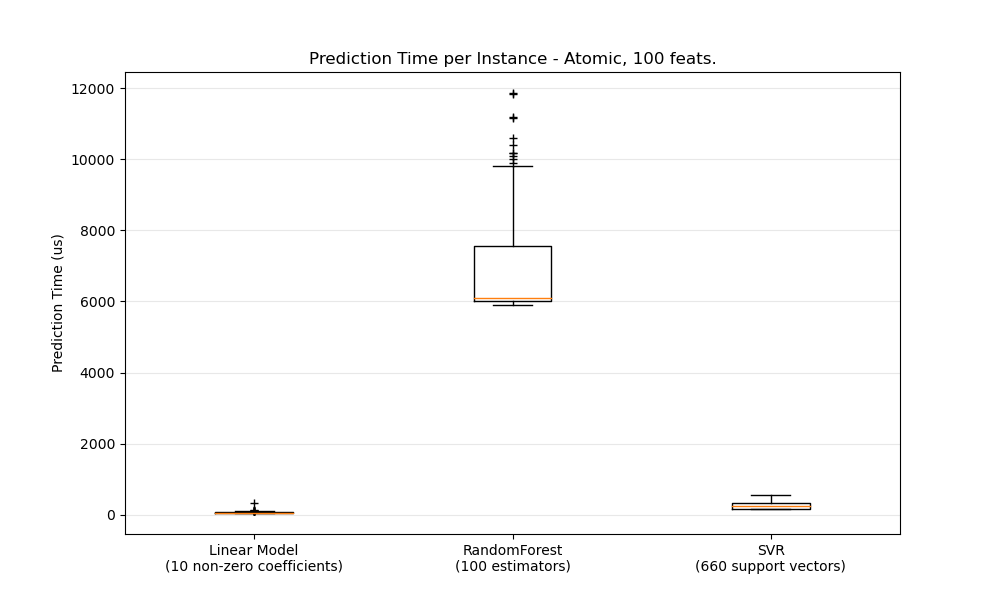 Prediction Time per Instance - Atomic, 100 feats.
Prediction Time (us)
12000
10000
8000
6000
4000
2000
0
Linear Model
(10 non-zero coefficients)
RandomForest
(100 estimators)
SVR
(660 support vectors)